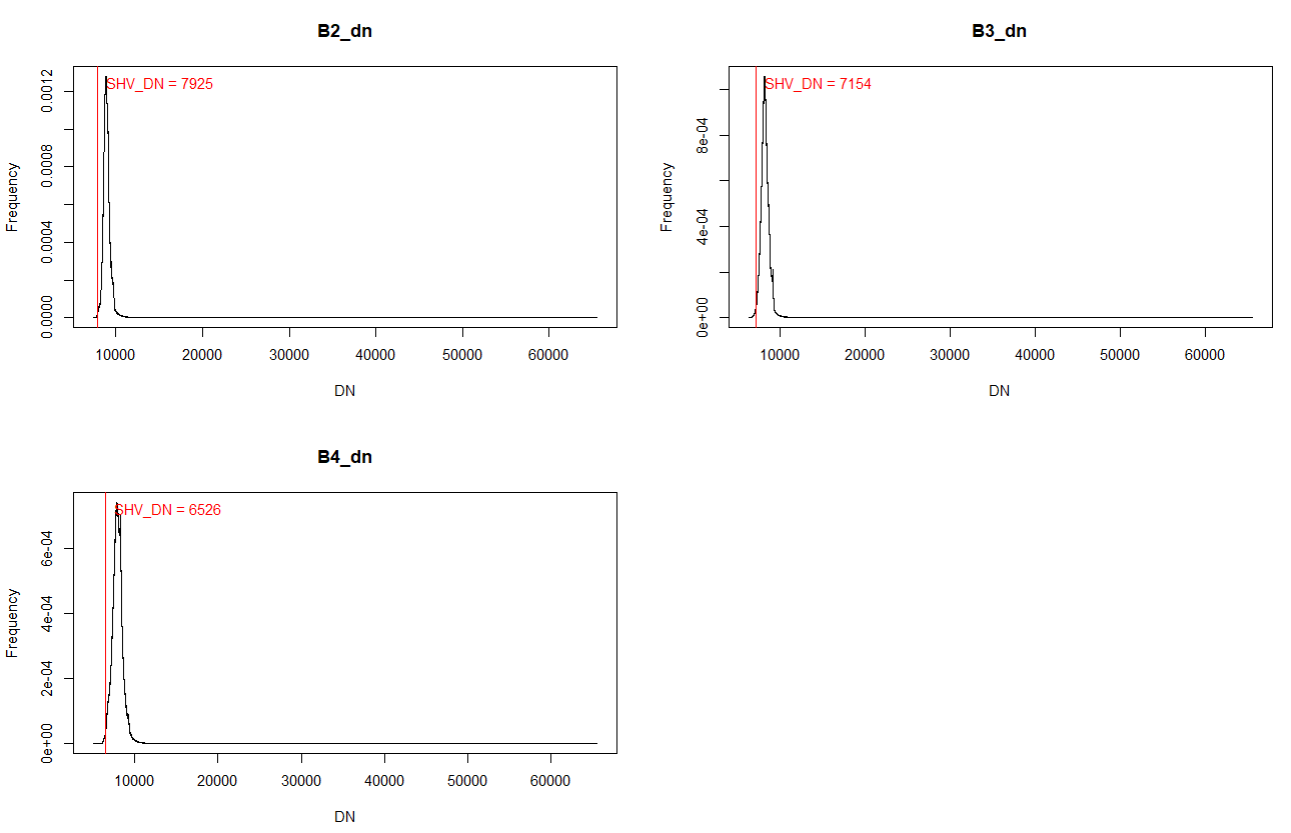 B2_dn
SHV_DN = 7925
Frequency
0.0012
0.0008
0.0004
0.0000
10000 20000 30000 40000 50000 60000
DN
B3_dn
SHV_DN = 7154
Frequency
8e-04
4e-04
0e+00
10000 20000 30000 40000 50000 60000
DN
B4_dn
SHV_DN = 6526
Frequency
6e-04
4e-04
2e-04
0e+00
10000 20000 30000 40000 50000 60000
DN